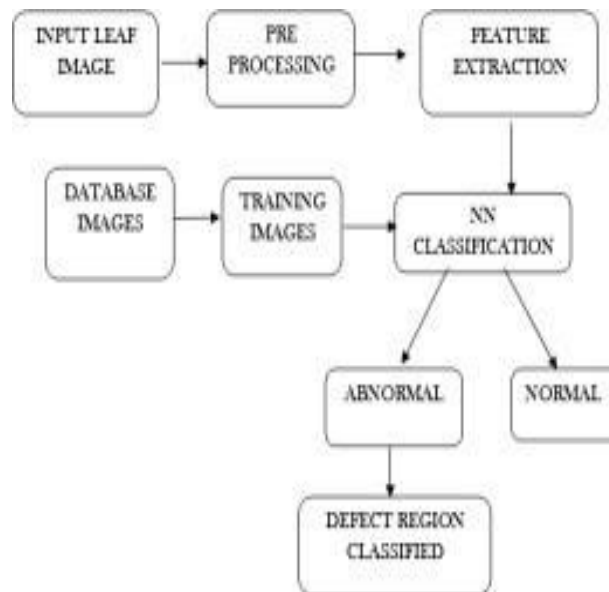 INPUT LEAF
IMAGE
PRE
PROCESSING
FEATURE
EXTRACTION
DATABASE
IMAGES
TRAINING
IMAGES
NN
CLASSIFICATION
ABNORMAL
NORMAL
DEFECT REGION
CLASSIFIED